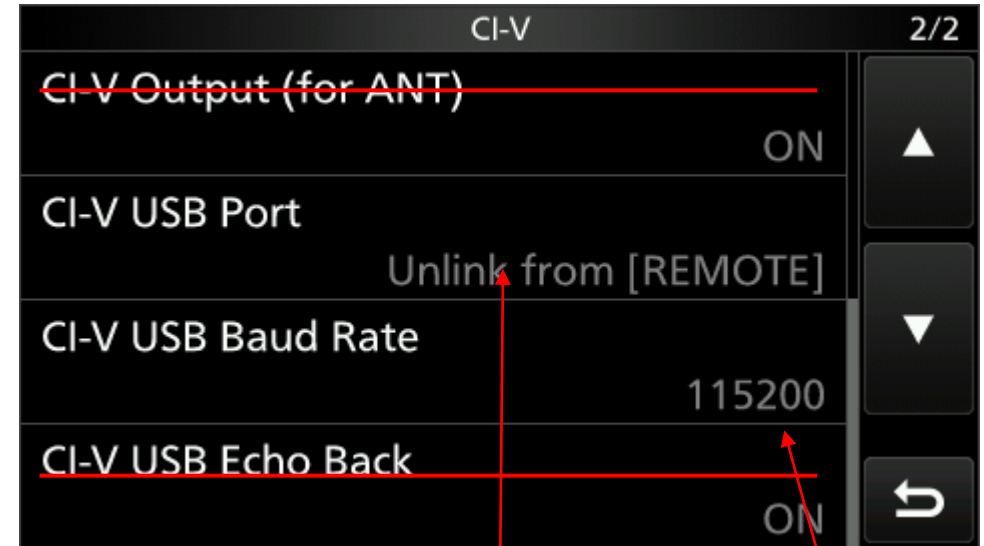 CI-V 2/2
CI-V Output (for ANT)
ON
CI-V USB Port
Unlink from [REMOTE]
CI-V USB Baud Rate
115200
CI-V USB Echo Back
ON